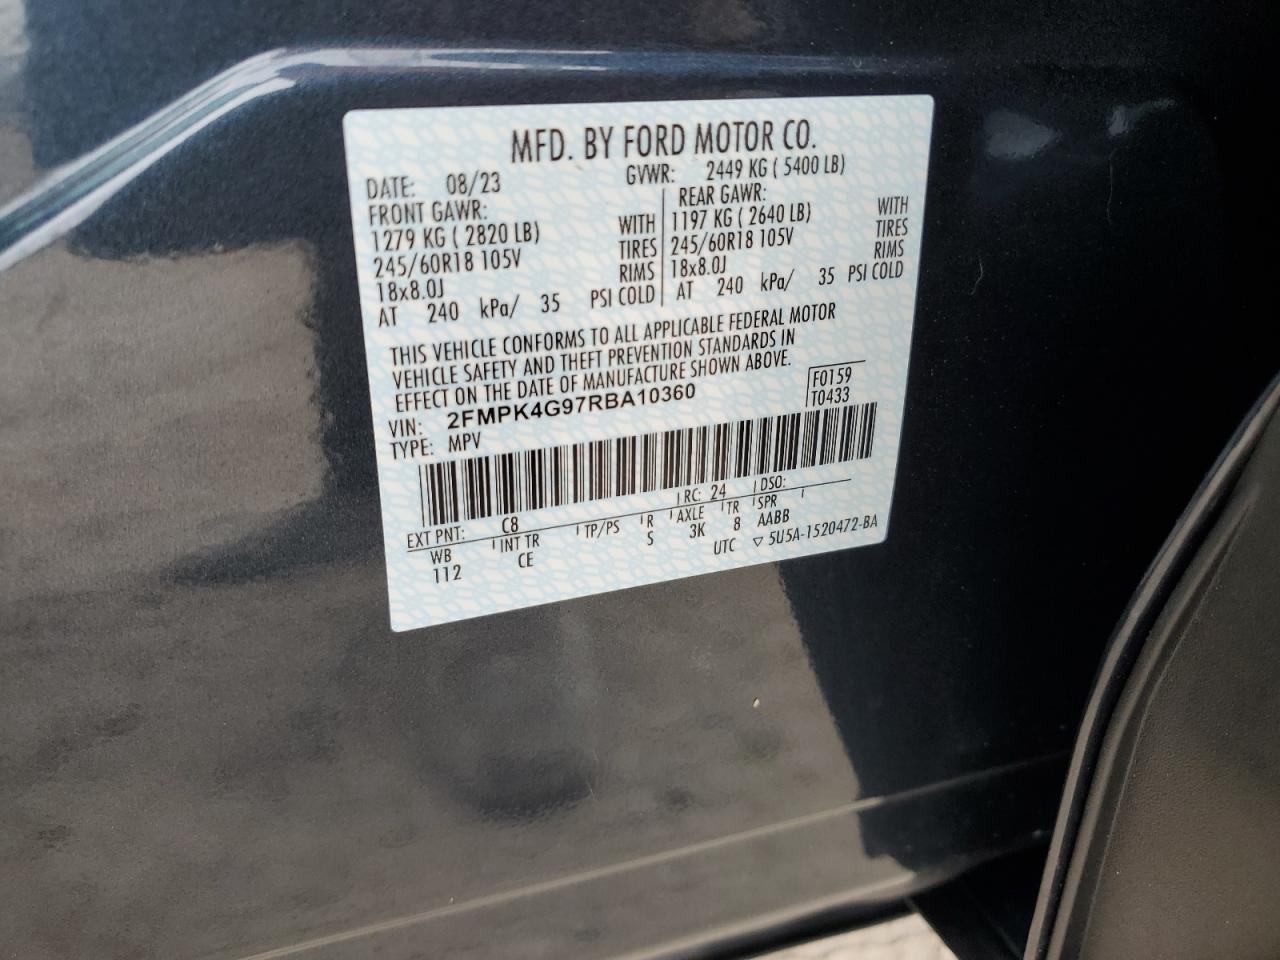 MFD. BY FORD MOTOR CO.
DATE: 08/23 GVWR: 2449 KG ( 5400 LB)
FRONT GAWR: REAR GAWR:
1279 KG ( 2820 LB) WITH 1197 KG ( 2640 LB) WITH
245/60R18 105V TIRES 245/60R18 105V TIRES
18x8.0J RIMS 18x8.0J RIMS
AT 240 kPa/ 35 PSI COLD AT 240 kPa/ 35 PSI COLD
THIS VEHICLE CONFORMS TO ALL APPLICABLE FEDERAL MOTOR
VEHICLE SAFETY AND THEFT PREVENTION STANDARDS IN
EFFECT ON THE DATE OF MANUFACTURE SHOWN ABOVE.
VIN: 2FMPK4G97RBA10360 F0159
TYPE: MPV T0433
EXT PNT: C8 RC: 24 DSO:
WB INT TR TP/PS R AXLE TR SPR
112 CE S 3K 8 AABB
UTC ▽ 5U5A-1520472-BA